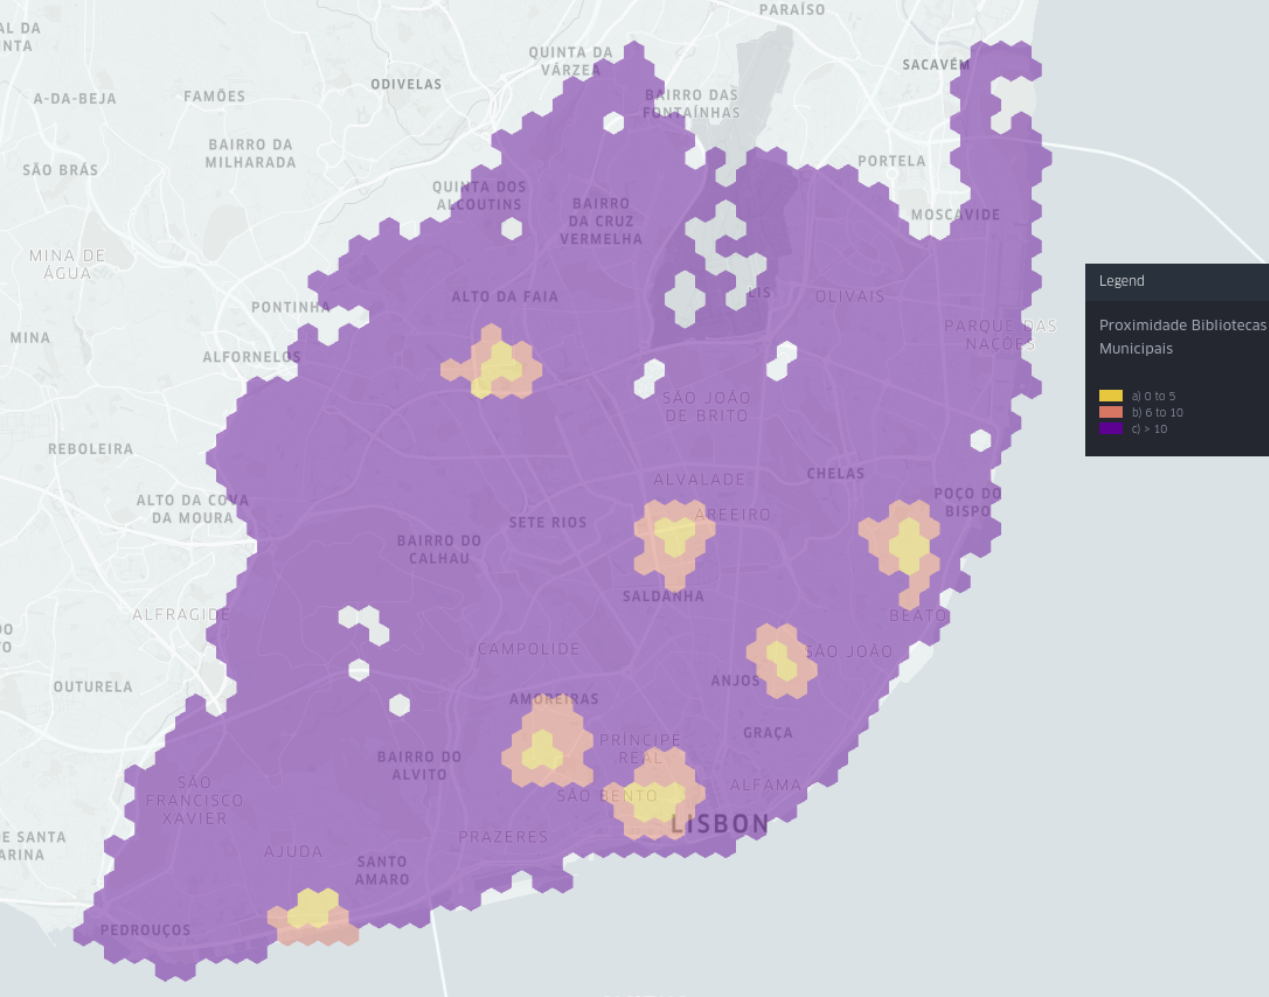 PARAÍSO
AL DA
NTA
QUINTA DA
VÁRZEA
SACAVÉM
ODIVELAS
A-DA-BEJA
FAMÕES
BAIRRO DAS
FONTAÍNHAS
BAIRRO DA
MILHARADA
SÃO BRÁS
PORTELA
QUINTA DOS
ALCOUTINS
BAIRRO
DA CRUZ
VERMELHA
MOSCAVIDE
MINA DE
ÁGUA
Legend
Proximidade Bibliotecas
Municipais
a) 0 to 5
b) 6 to 10
c) > 10
PONTINHA
ALTO DA FAIA
LIS
OLIVAIS
PARQUE DAS
NAÇÕES
MINA
ALFORNELOS
SÃO JOÃO
DE BRITO
REBOLEIRA
ALVALADE
CHELAS
ALTO DA COVA
DA MOURA
POÇO DO
BISPO
SETE RIOS
AREEIRO
BAIRRO DO
CALHAU
SALDANHA
ALFRAGIDE
BEATO
DO
TO
CAMPOLIDE
SÃO JOÃO
OUTURELA
ANJOS
AMOREIRAS
PRÍNCIPE
REAL
GRAÇA
BAIRRO DO
ALVITO
SÃO
FRANCISCO
XAVIER
SÃO BENTO
ALFAMA
LISBON
DE SANTA
ARINA
PRAZERES
AJUDA
SANTO
AMARO
PEDROUÇOS